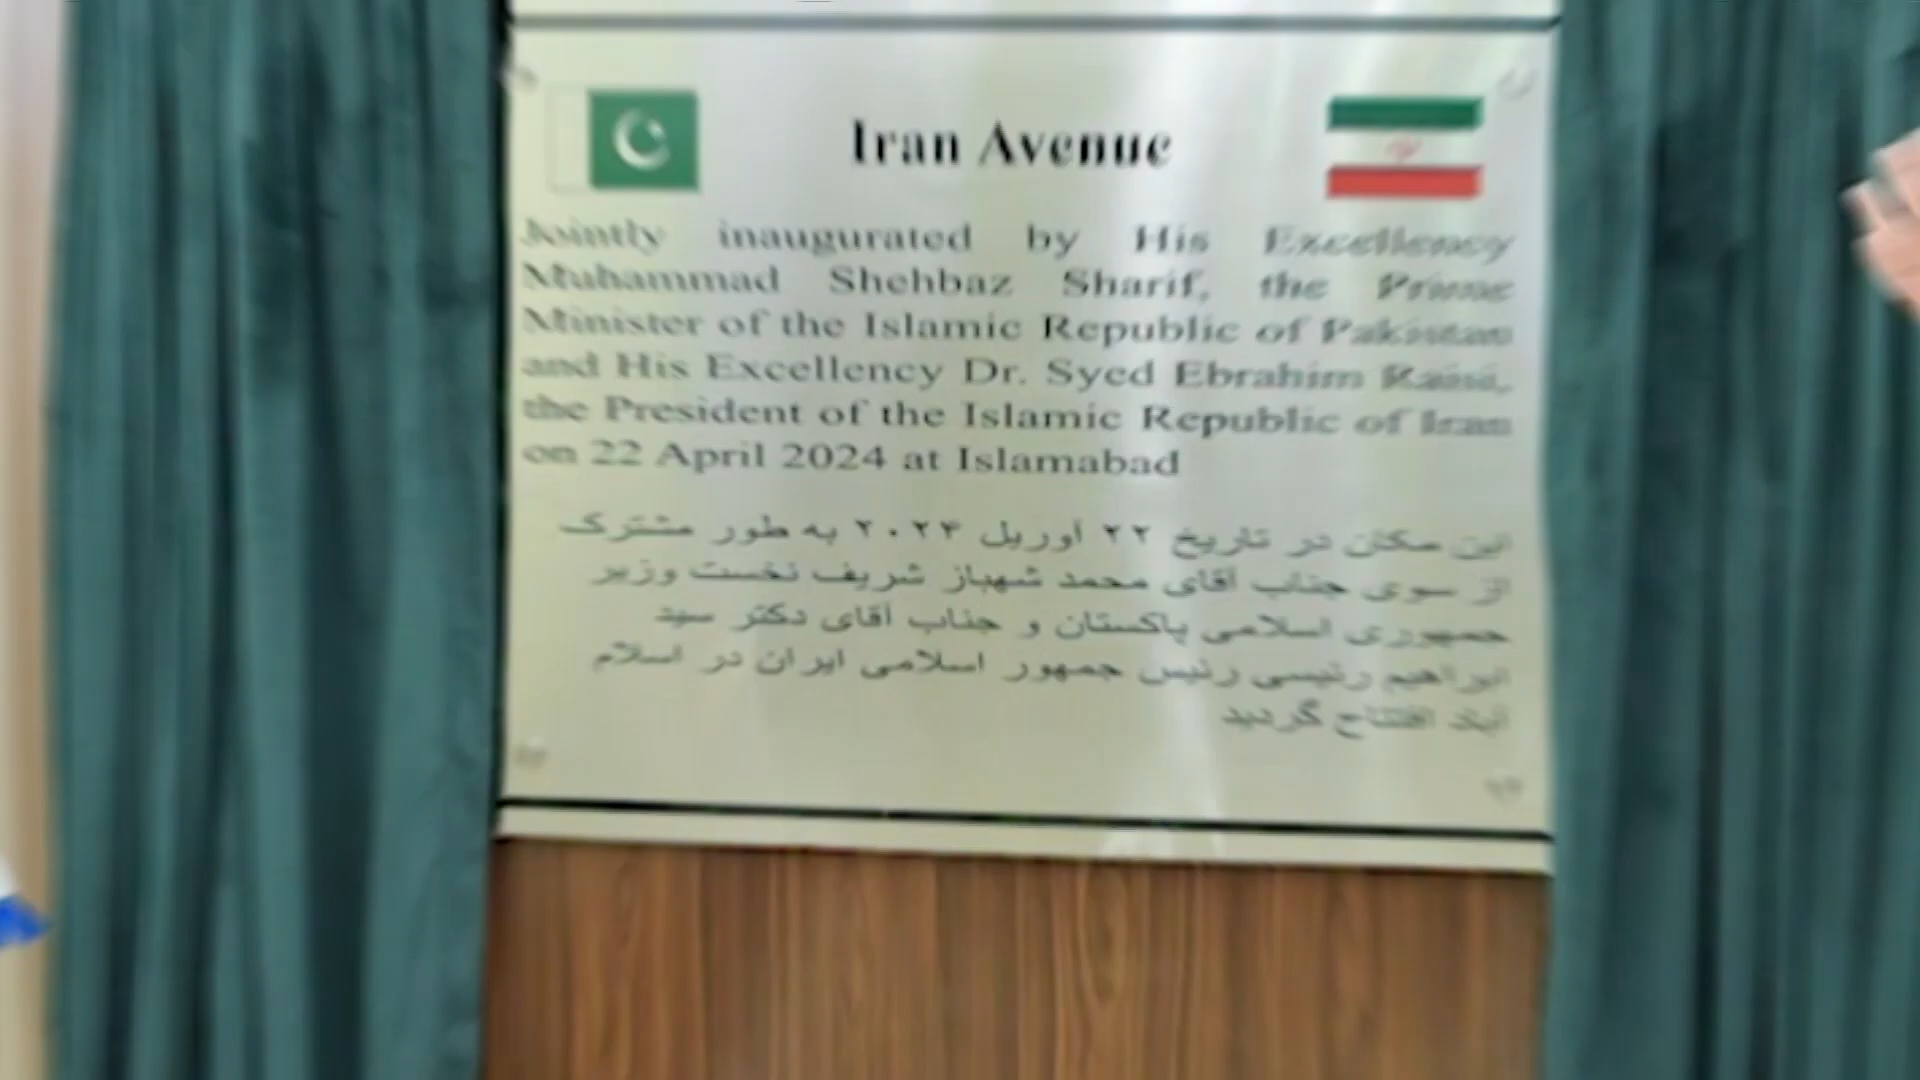 Iran Avenue
Jointly inaugurated by His Excellency
Muhammad Shehbaz Sharif, the Prime
Minister of the Islamic Republic of Pakistan
and His Excellency Dr. Syed Ebrahim Raisi,
the President of the Islamic Republic of Iran
on 22 April 2024 at Islamabad
این مکان در تاریخ ۲۲ آوریل ۲۰۲۴ به طور مشترک
از سوی جناب آقای محمد شهباز شریف نخست وزیر
جمهوری اسلامی پاکستان و جناب آقای دکتر سید
ابراهیم رئیسی رئیس جمهور اسلامی ایران در اسلام
آباد افتتاح گردید